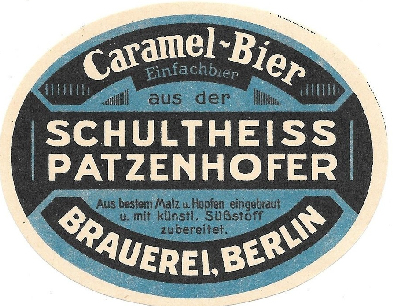 Caramel-Bier
Einfachbier
aus der
SCHULTHEISS
PATZENHOFER
Aus bestem Malz u. Hopfen eingebraut
u. mit künstl. Süßstoff
zubereitet.
BRAUEREI, BERLIN